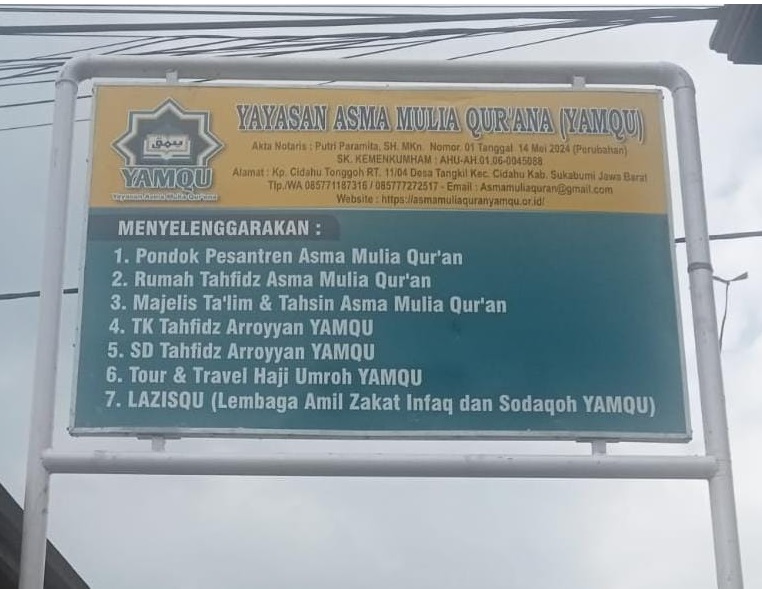 YAYASAN ASMA MULIA QUR'ANA (YAMQU)
Akta Notaris : Putri Paramita, SH. MKn. Nomor. 01 Tanggal 14 Mei 2024 (Perubahan)
SK. KEMENKUMHAM : AHU-AH.01.06-0045088
Alamat : Kp. Cidahu Tonggoh RT. 11/04 Desa Tangkil Kec. Cidahu Kab. Sukabumi Jawa Barat
Tlp./WA 085771187316 / 085777272517 - Email : Asmamuliaquran@gmail.com
Website : https://asmamuliaquranyamqu.or.id/
YAMQU
Yayasan Asma Mulia Qur'ana
MENYELENGGARAKAN :
1. Pondok Pesantren Asma Mulia Qur'an
2. Rumah Tahfidz Asma Mulia Qur'an
3. Majelis Ta'lim & Tahsin Asma Mulia Qur'an
4. TK Tahfidz Arroyyan YAMQU
5. SD Tahfidz Arroyyan YAMQU
6. Tour & Travel Haji Umroh YAMQU
7. LAZISQU (Lembaga Amil Zakat Infaq dan Sodaqoh YAMQU)